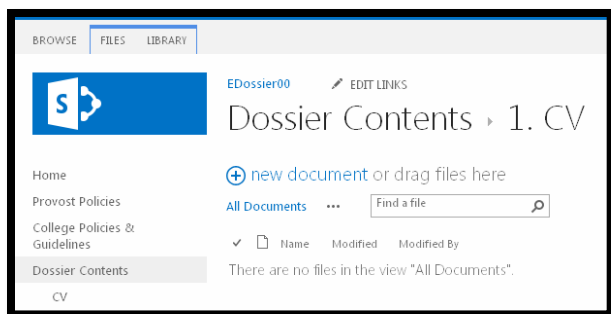 BROWSE FILES LIBRARY
S
EDossier00 EDIT LINKS
Dossier Contents ▸ 1. CV
Home
Provost Policies
College Policies &
Guidelines
Dossier Contents
CV
new document or drag files here
All Documents ••• Find a file
Name Modified Modified By
There are no files in the view "All Documents".